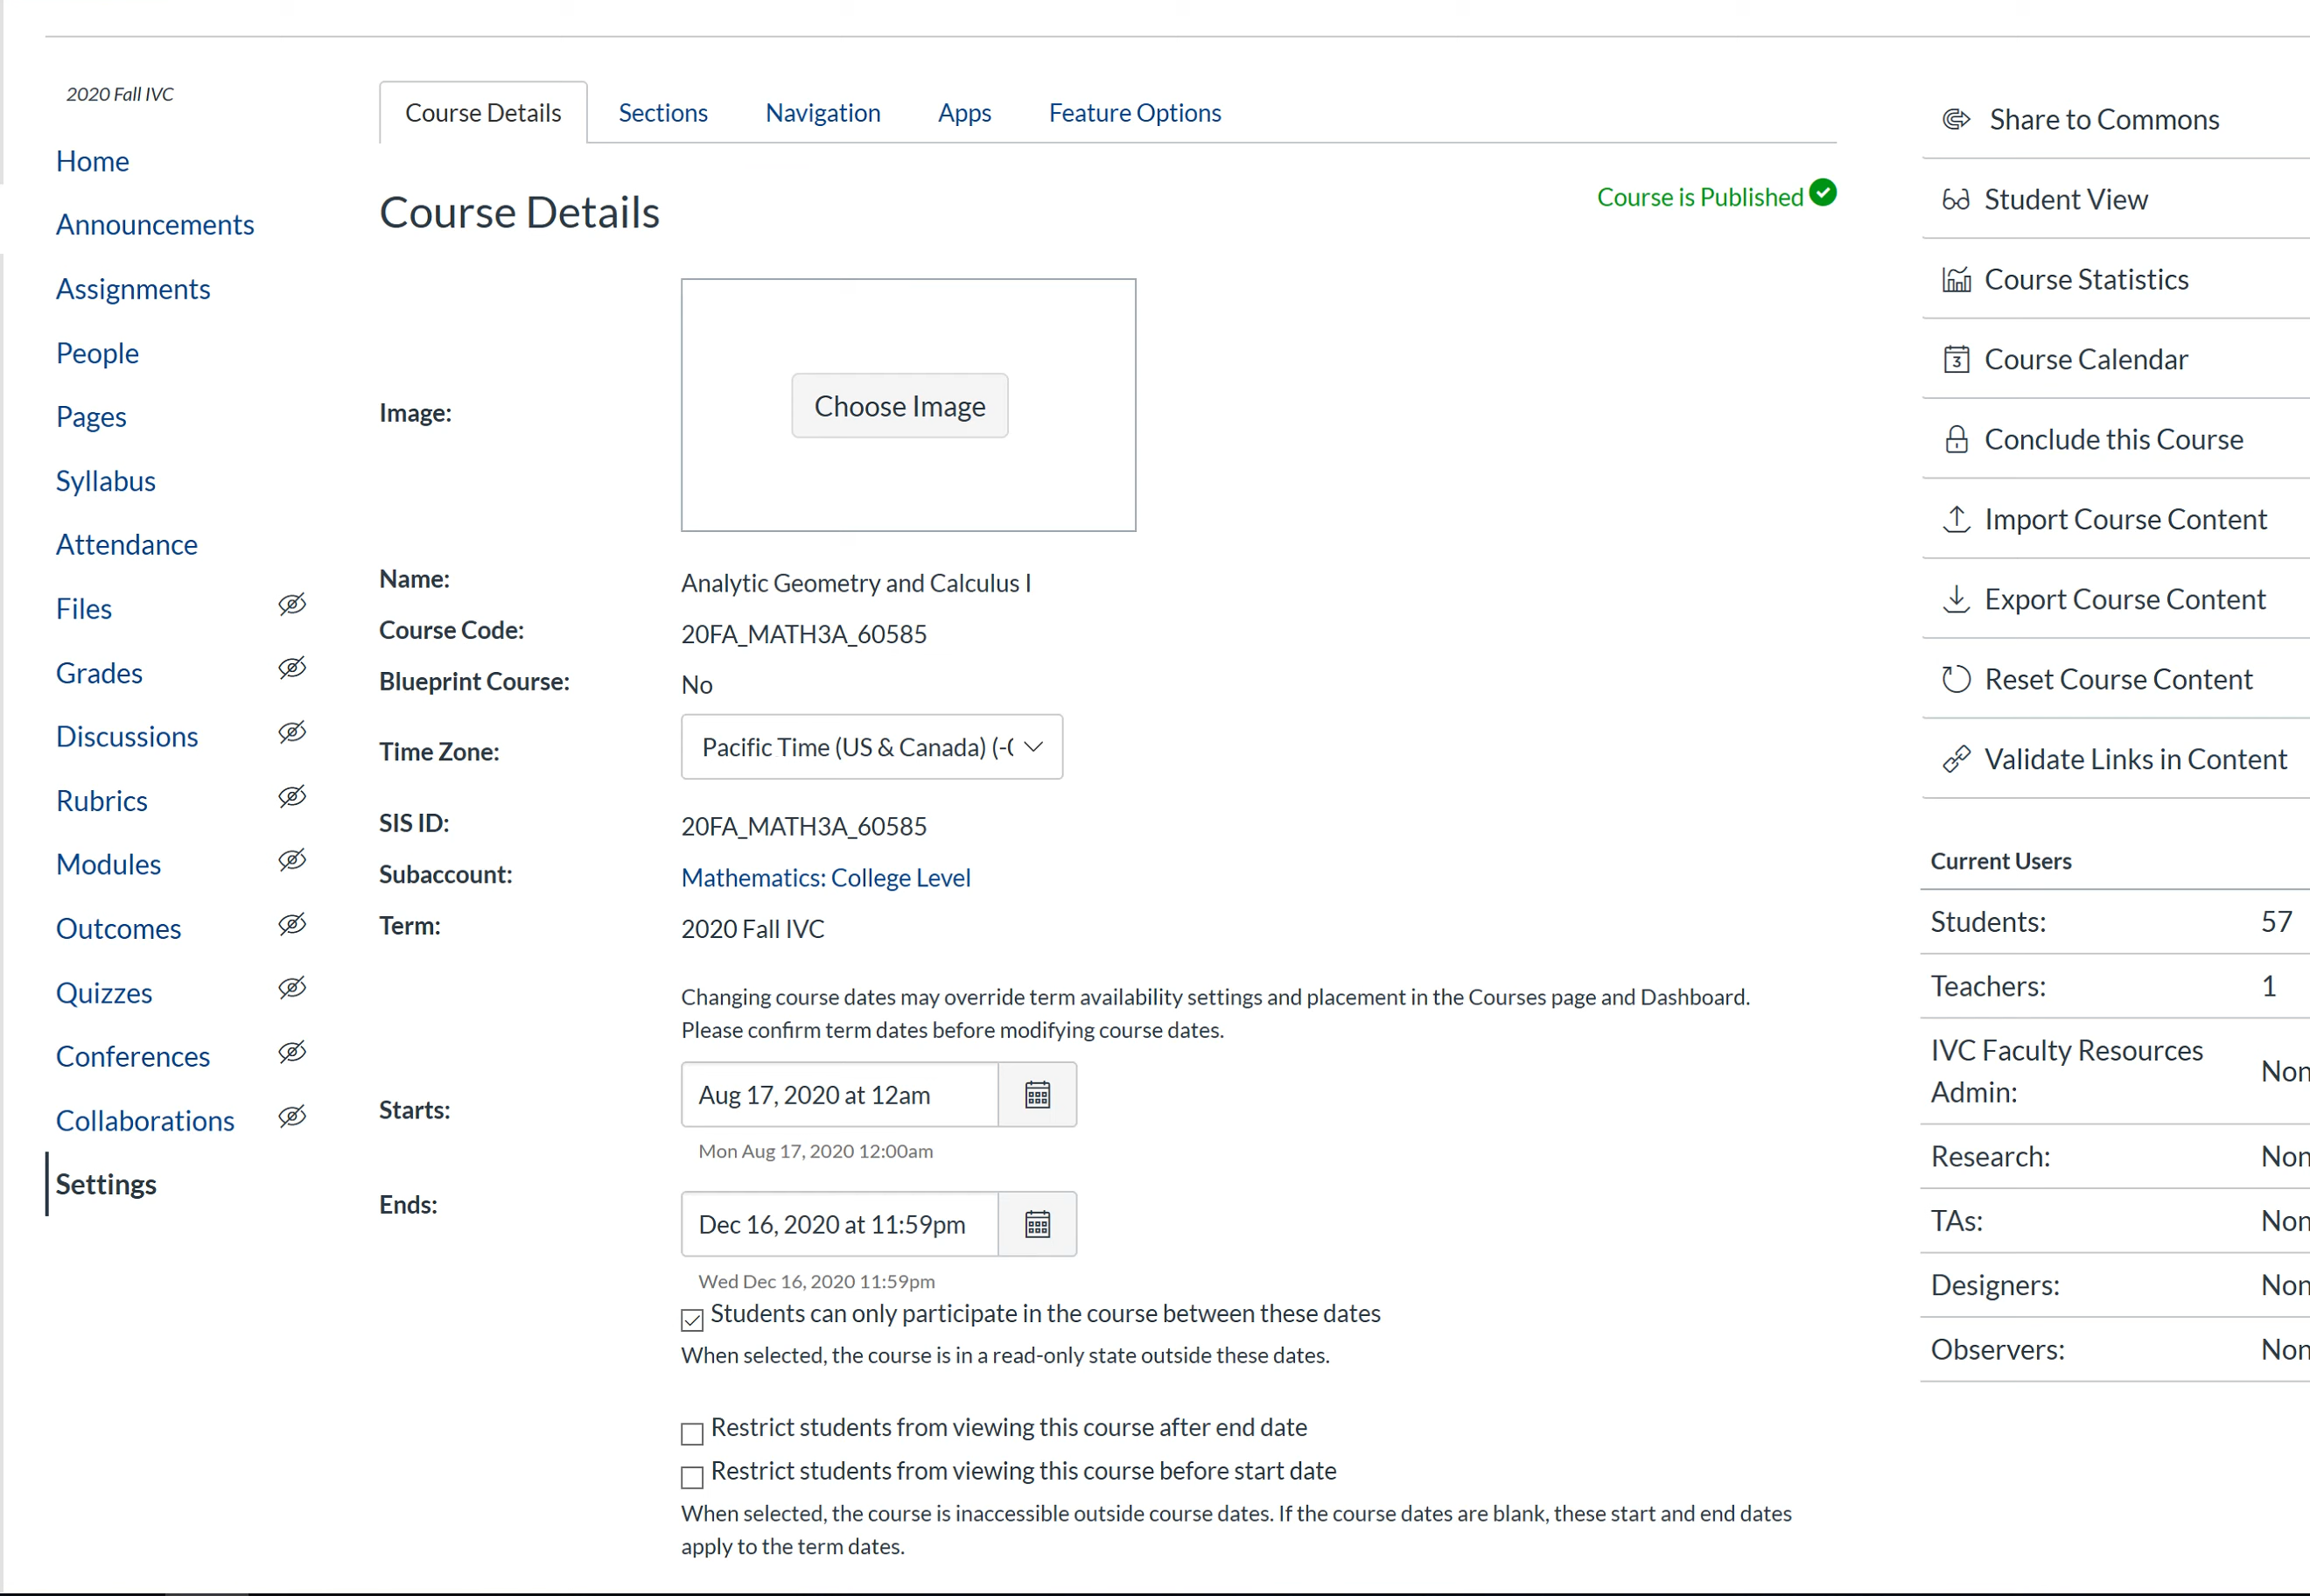 2020 Fall IVC
Home
Announcements
Assignments
People
Pages
Syllabus
Attendance
Files
Grades
Discussions
Rubrics
Modules
Outcomes
Quizzes
Conferences
Collaborations
Settings
Course Details
Sections
Navigation
Apps
Feature Options
Course Details
Course is Published
Image:
Choose Image
Name:
Analytic Geometry and Calculus I
Course Code:
20FA_MATH3A_60585
Blueprint Course:
No
Time Zone:
Pacific Time (US & Canada) (-(
SIS ID:
20FA_MATH3A_60585
Subaccount:
Mathematics: College Level
Term:
2020 Fall IVC
Changing course dates may override term availability settings and placement in the Courses page and Dashboard.
Please confirm term dates before modifying course dates.
Starts:
Aug 17, 2020 at 12am
Mon Aug 17, 2020 12:00am
Ends:
Dec 16, 2020 at 11:59pm
Wed Dec 16, 2020 11:59pm
Students can only participate in the course between these dates
When selected, the course is in a read-only state outside these dates.
Restrict students from viewing this course after end date
Restrict students from viewing this course before start date
When selected, the course is inaccessible outside course dates. If the course dates are blank, these start and end dates
apply to the term dates.
Share to Commons
Student View
Course Statistics
3
Course Calendar
Conclude this Course
Import Course Content
Export Course Content
Reset Course Content
Validate Links in Content
Current Users
Students: 57
Teachers: 1
IVC Faculty Resources
Admin: Non
Research: Non
TAs: Non
Designers: Non
Observers: Non